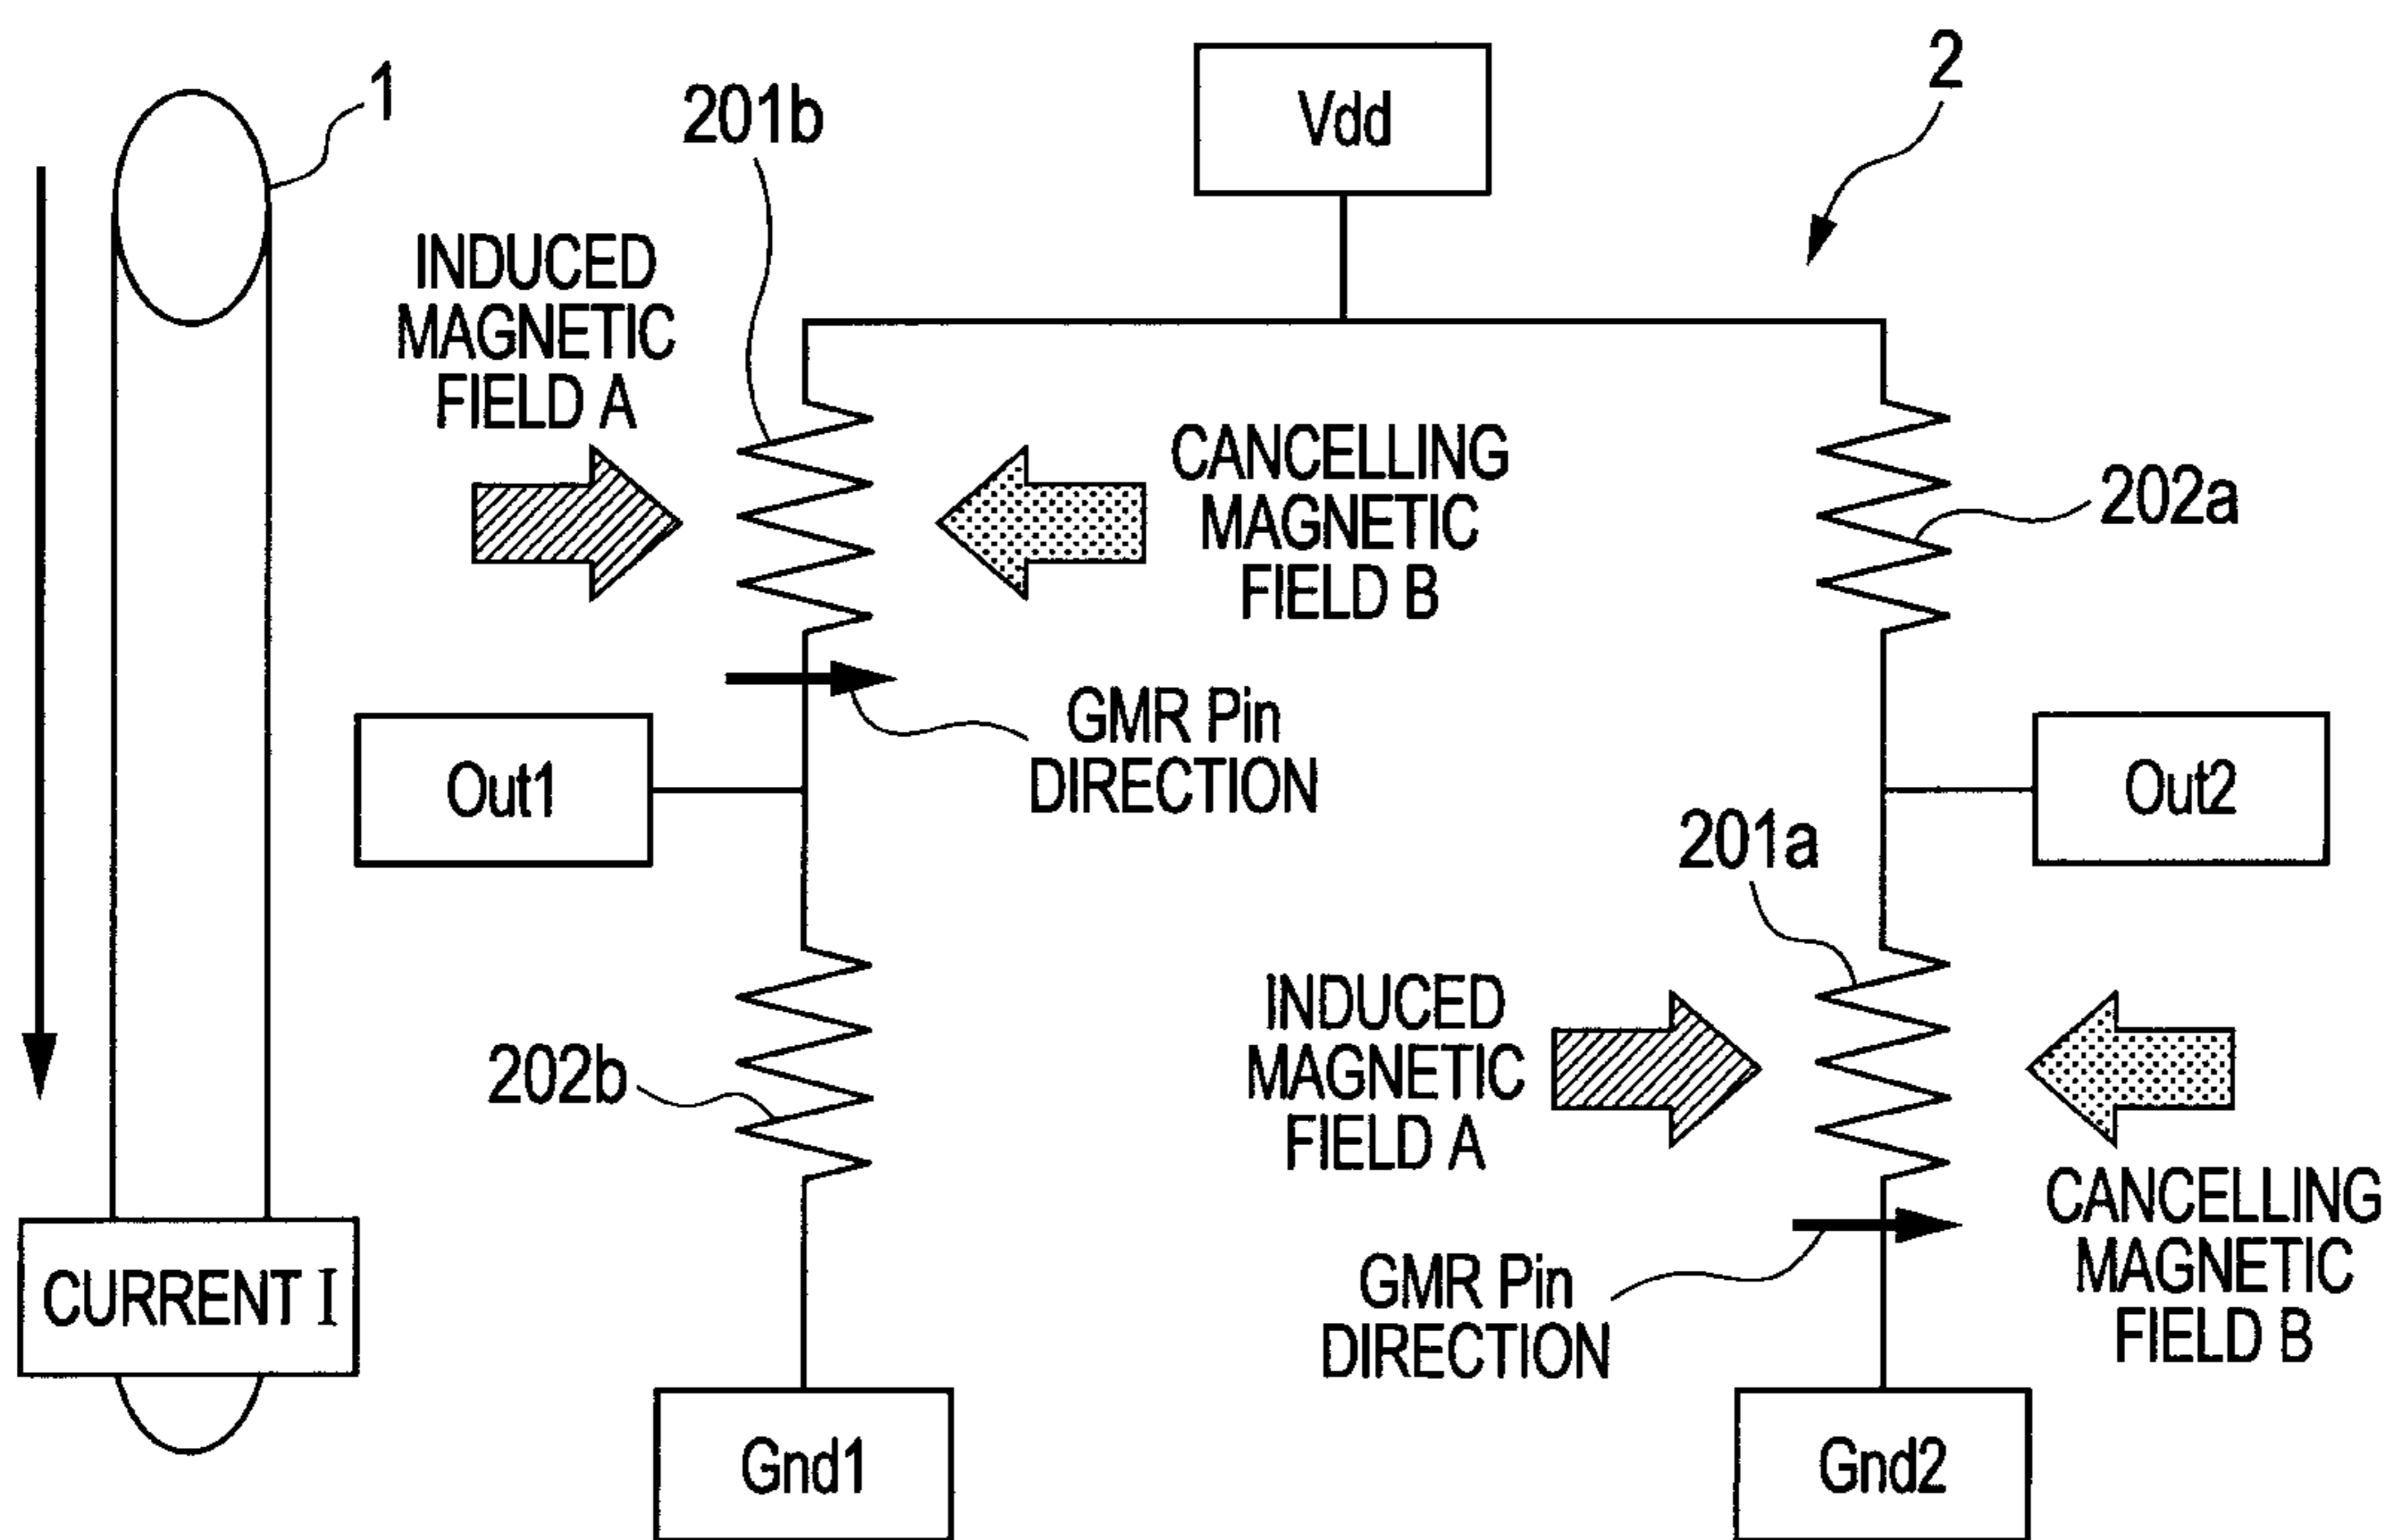 1
201b
Vdd
2
INDUCED
MAGNETIC
FIELD A
CANCELLING
MAGNETIC
FIELD B
202a
GMR Pin
DIRECTION
Out1
Out2
201a
202b
INDUCED
MAGNETIC
FIELD A
GMR Pin
DIRECTION
CANCELLING
MAGNETIC
FIELD B
CURRENT I
Gnd1
Gnd2